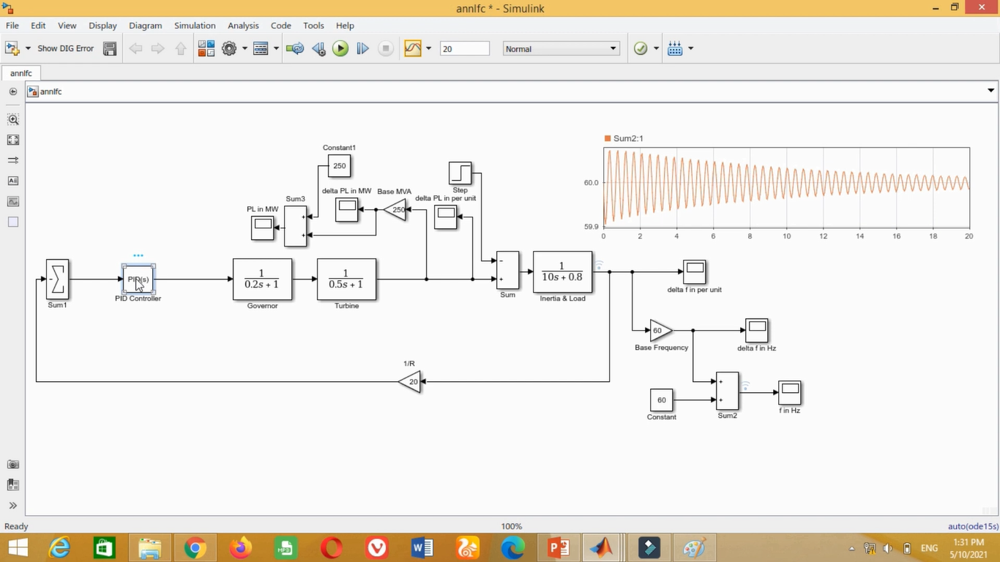 annlfc * - Simulink
File Edit View Display Diagram Simulation Analysis Code Tools Help
Show DIG Error
20
Normal
annlfc
annlfc
Sum2:1
60.0
59.9
0 2 4 6 8 10 12 14 16 18 20
Constant1
250
delta PL in MW
Base MVA
250
Step
delta PL in per unit
Sum3
+
+
PL in MW
-
Sum1
PID(s)
PID Controller
1
0.2s + 1
Governor
1
0.5s + 1
Turbine
-
+
Sum
1
10s + 0.8
Inertia & Load
delta f in per unit
60
Base Frequency
delta f in Hz
1/R
20
60
Constant
+
+
Sum2
f in Hz
Ready
100%
auto(ode15s)
MP3
ENG
1:31 PM
5/10/2021